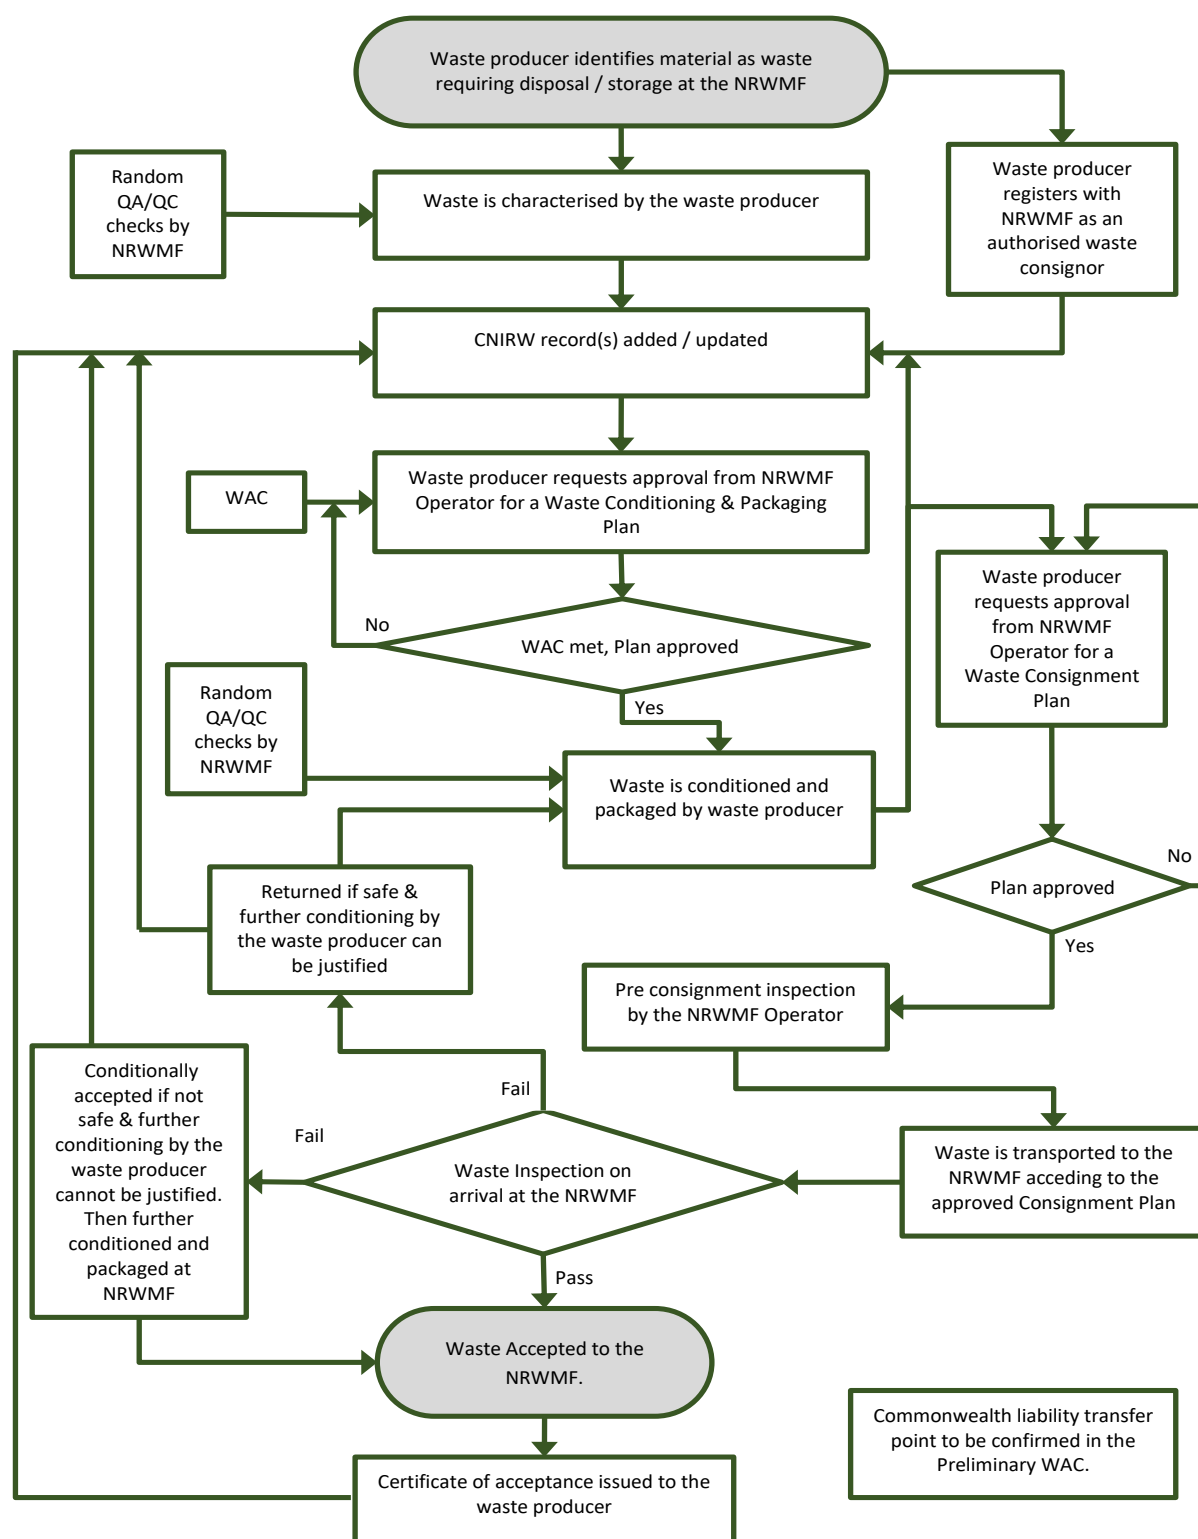 Waste producer identifies material as waste
requiring disposal / storage at the NRWMF
Random
QA/QC
checks by
NRWMF
Waste is characterised by the waste producer
Waste producer
registers with
NRWMF as an
authorised waste
consignor
CNIRW record(s) added / updated
WAC
Waste producer requests approval from NRWMF
Operator for a Waste Conditioning & Packaging
Plan
No
WAC met, Plan approved
Yes
Waste producer
requests approval
from NRWMF
Operator for a
Waste Consignment
Plan
Random
QA/QC
checks by
NRWMF
Waste is conditioned and
packaged by waste producer
No
Plan approved
Yes
Returned if safe &
further conditioning by
the waste producer can
be justified
Pre consignment inspection
by the NRWMF Operator
Conditionally
accepted if not
safe & further
conditioning by the
waste producer
cannot be justified.
Then further
conditioned and
packaged at
NRWMF
Fail
Fail
Waste Inspection on
arrival at the NRWMF
Waste is transported to the
NRWMF acceding to the
approved Consignment Plan
Pass
Waste Accepted to the
NRWMF.
Commonwealth liability transfer
point to be confirmed in the
Preliminary WAC.
Certificate of acceptance issued to the
waste producer